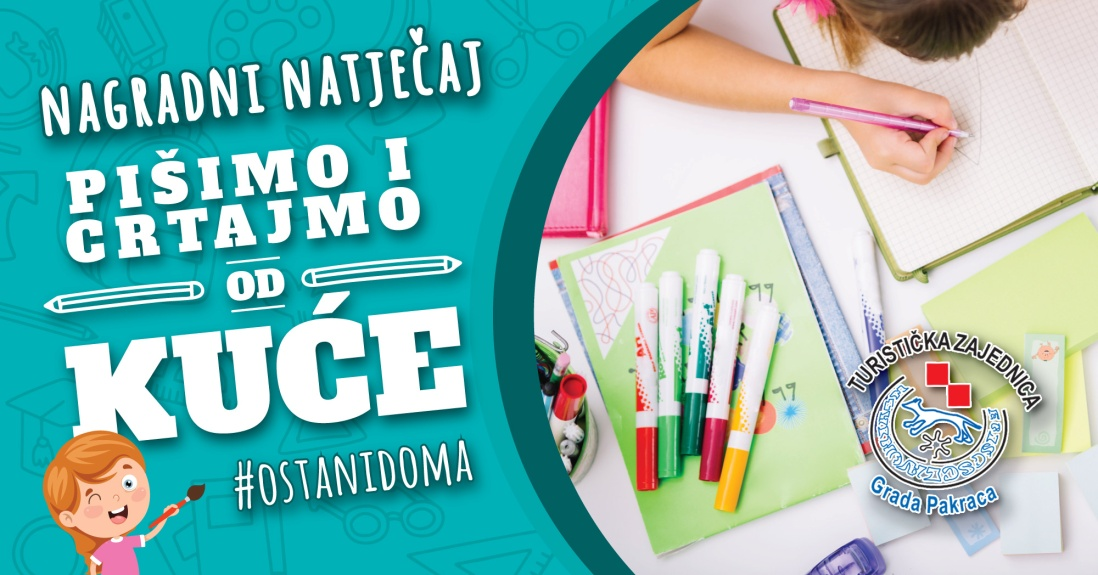 NAGRADNI NATJEČAJ
PIŠIMO I
CRTAJMO
OD
KUĆE
#OSTANIDOMA
TURISTIČKA ZAJEDNICA
Grada Pakraca